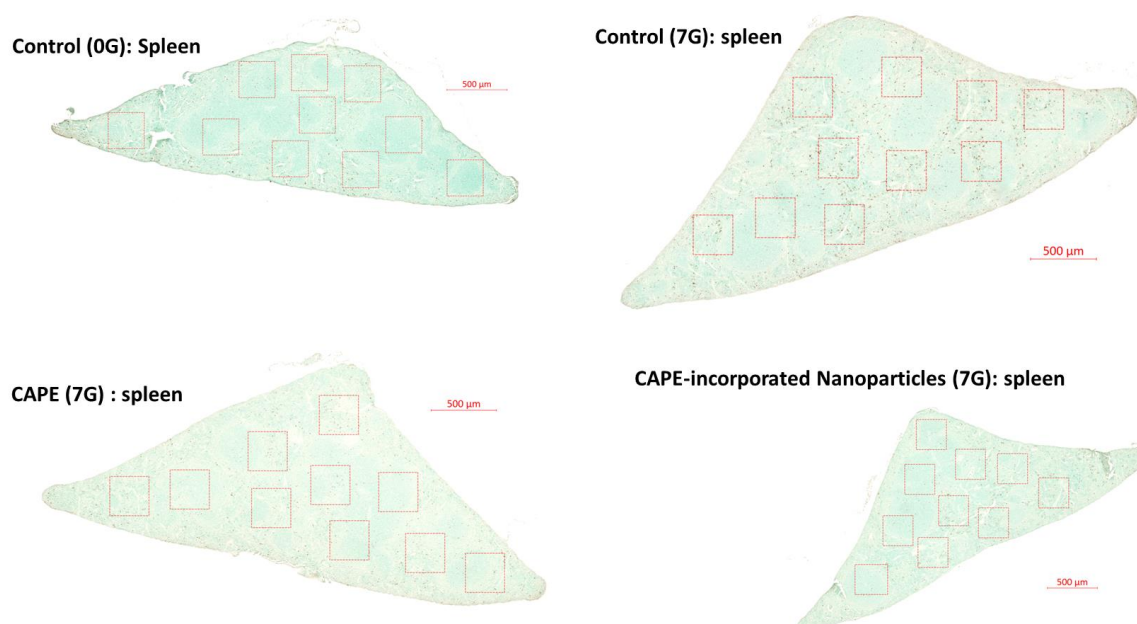 Control (0G): Spleen
500 µm
Control (7G): spleen
500 µm
CAPE (7G) : spleen
500 µm
CAPE-incorporated Nanoparticles (7G): spleen
500 µm